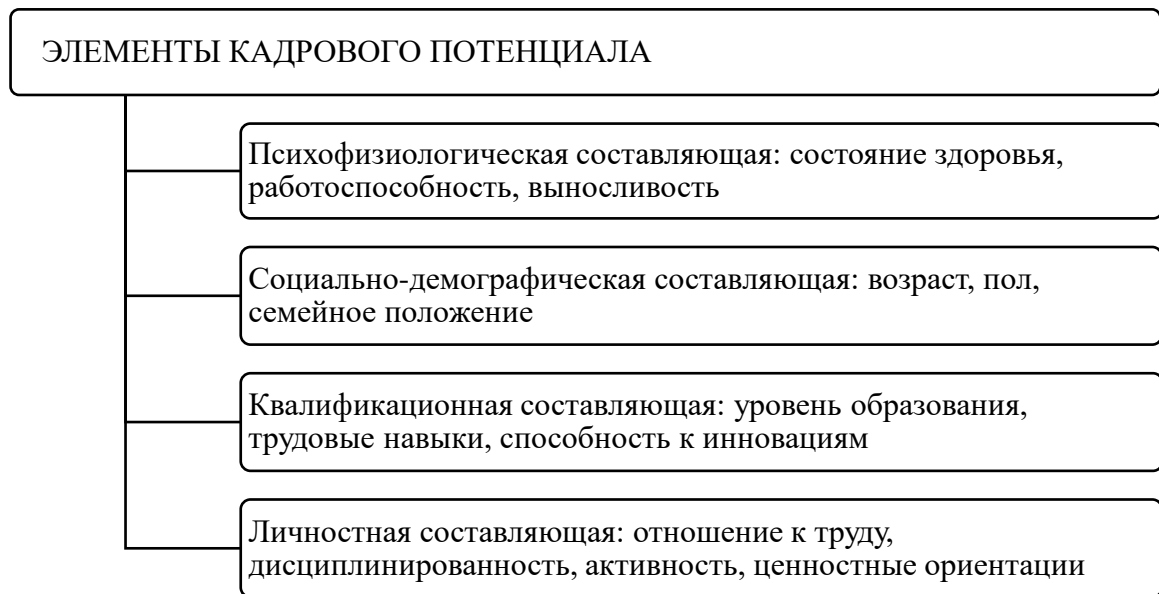 ЭЛЕМЕНТЫ КАДРОВОГО ПОТЕНЦИАЛА
Психофизиологическая составляющая: состояние здоровья,
работоспособность, выносливость
Социально-демографическая составляющая: возраст, пол,
семейное положение
Квалификационная составляющая: уровень образования,
трудовые навыки, способность к инновациям
Личностная составляющая: отношение к труду,
дисциплинированность, активность, ценностные ориентации